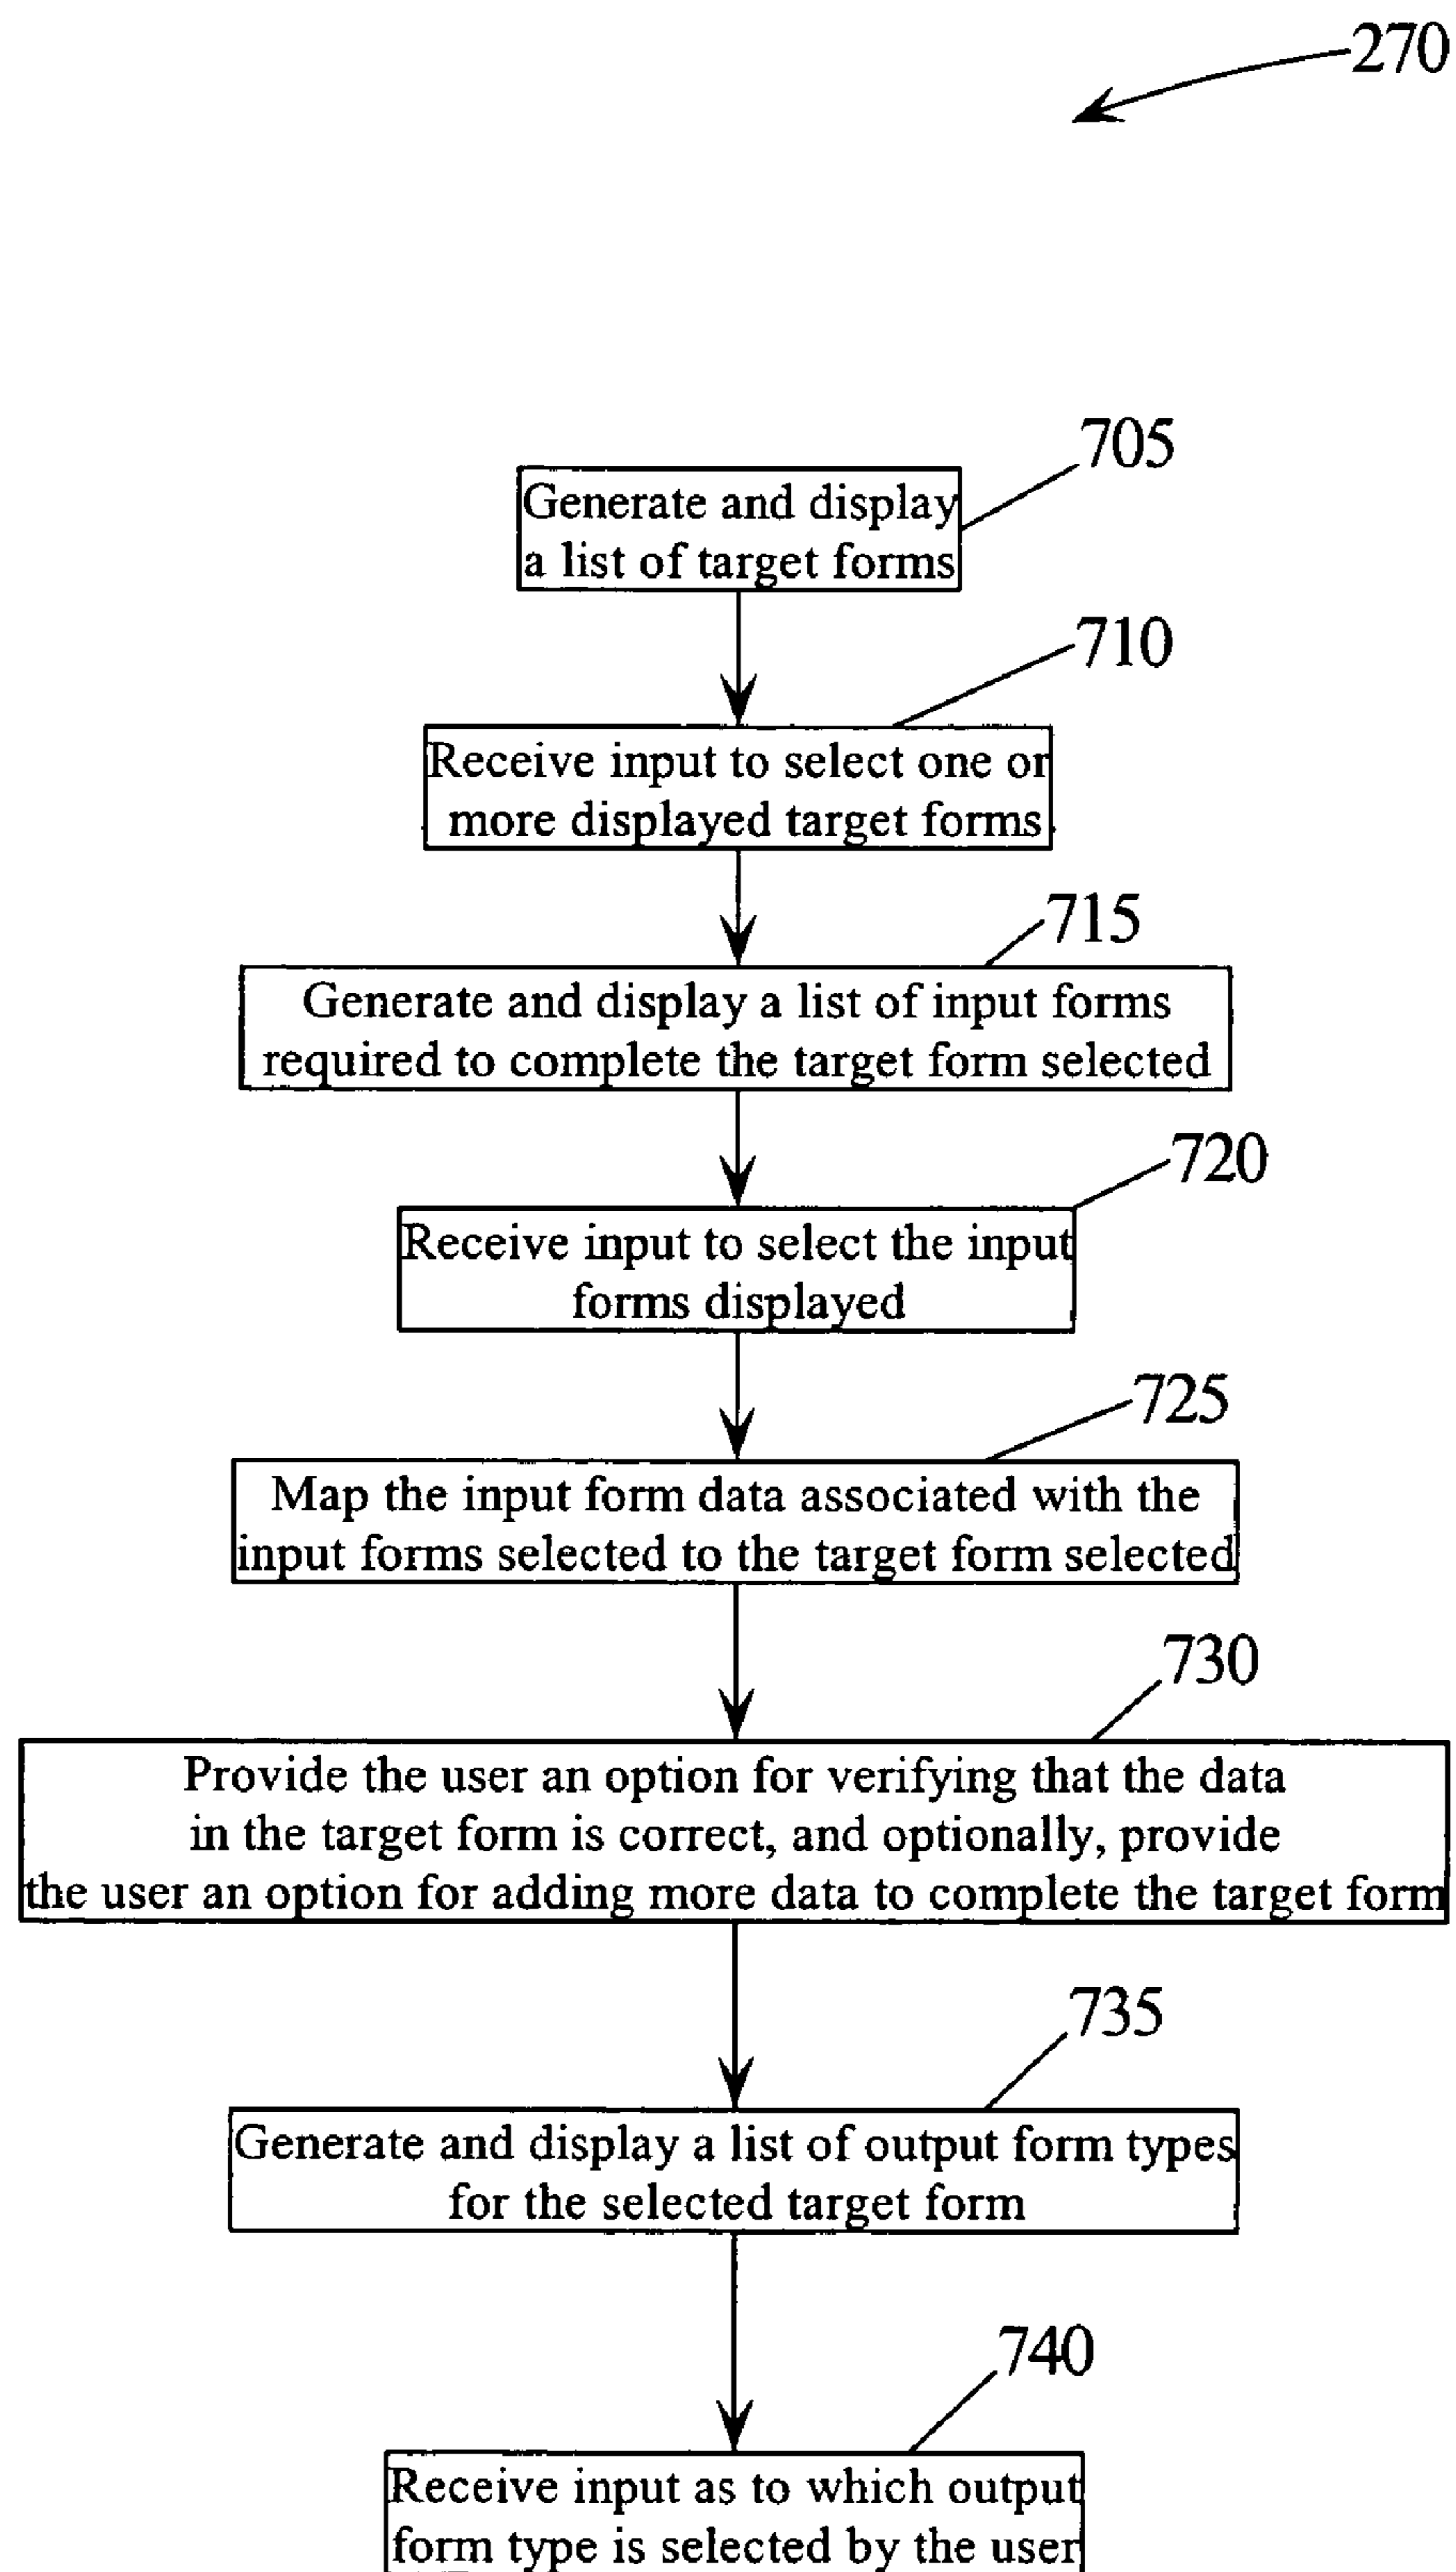 270
705
Generate and display
a list of target forms
710
Receive input to select one or
more displayed target forms
715
Generate and display a list of input forms
required to complete the target form selected
720
Receive input to select the input
forms displayed
725
Map the input form data associated with the
input forms selected to the target form selected
730
Provide the user an option for verifying that the data
in the target form is correct, and optionally, provide
the user an option for adding more data to complete the target form
735
Generate and display a list of output form types
for the selected target form
740
Receive input as to which output
form type is selected by the user